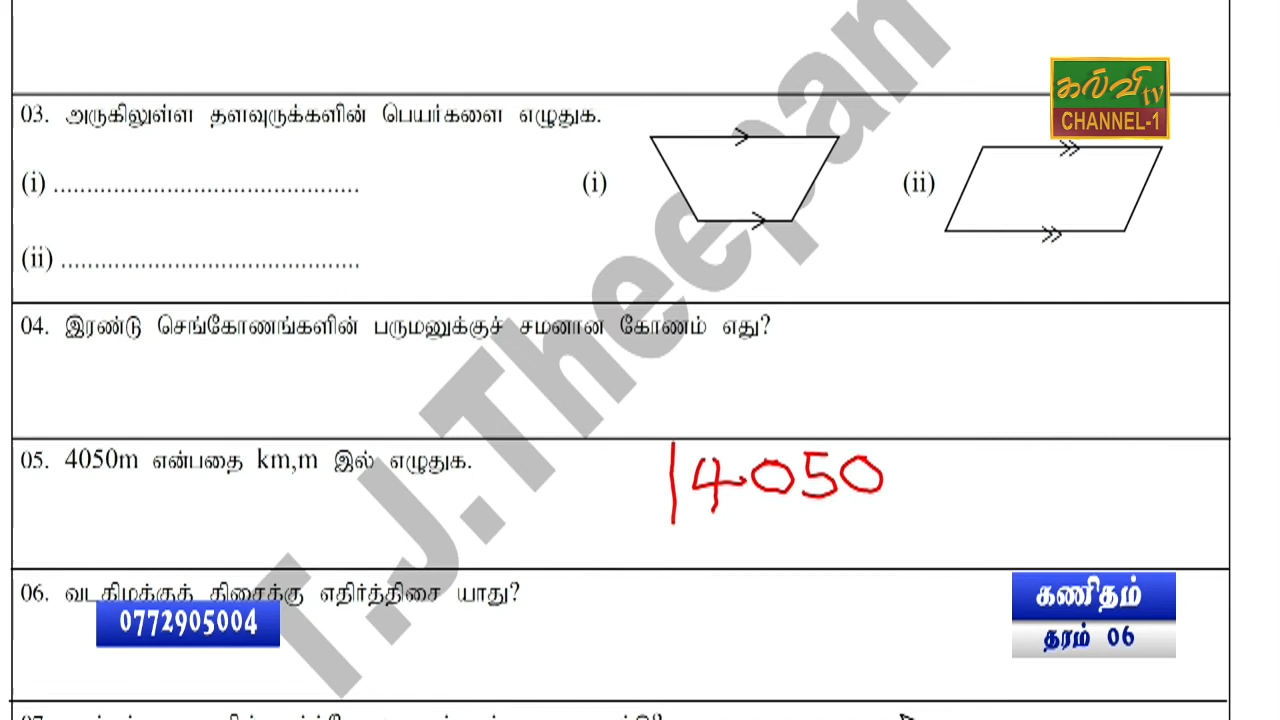 கல்வி tv
CHANNEL-1
03. அருகிலுள்ள தளவுருக்களின் பெயர்களை எழுதுக.
(i) ............................................. (i) (ii)
(ii) ............................................
04. இரண்டு செங்கோணங்களின் பருமனுக்குச் சமனான கோணம் எது?
05. 4050m என்பதை km,m இல் எழுதுக.
4050
06. வடகிழக்குத் திசைக்கு எதிர்த்திசை யாது?
0772905004
கணிதம்
தரம் 06
T.J.Theepan